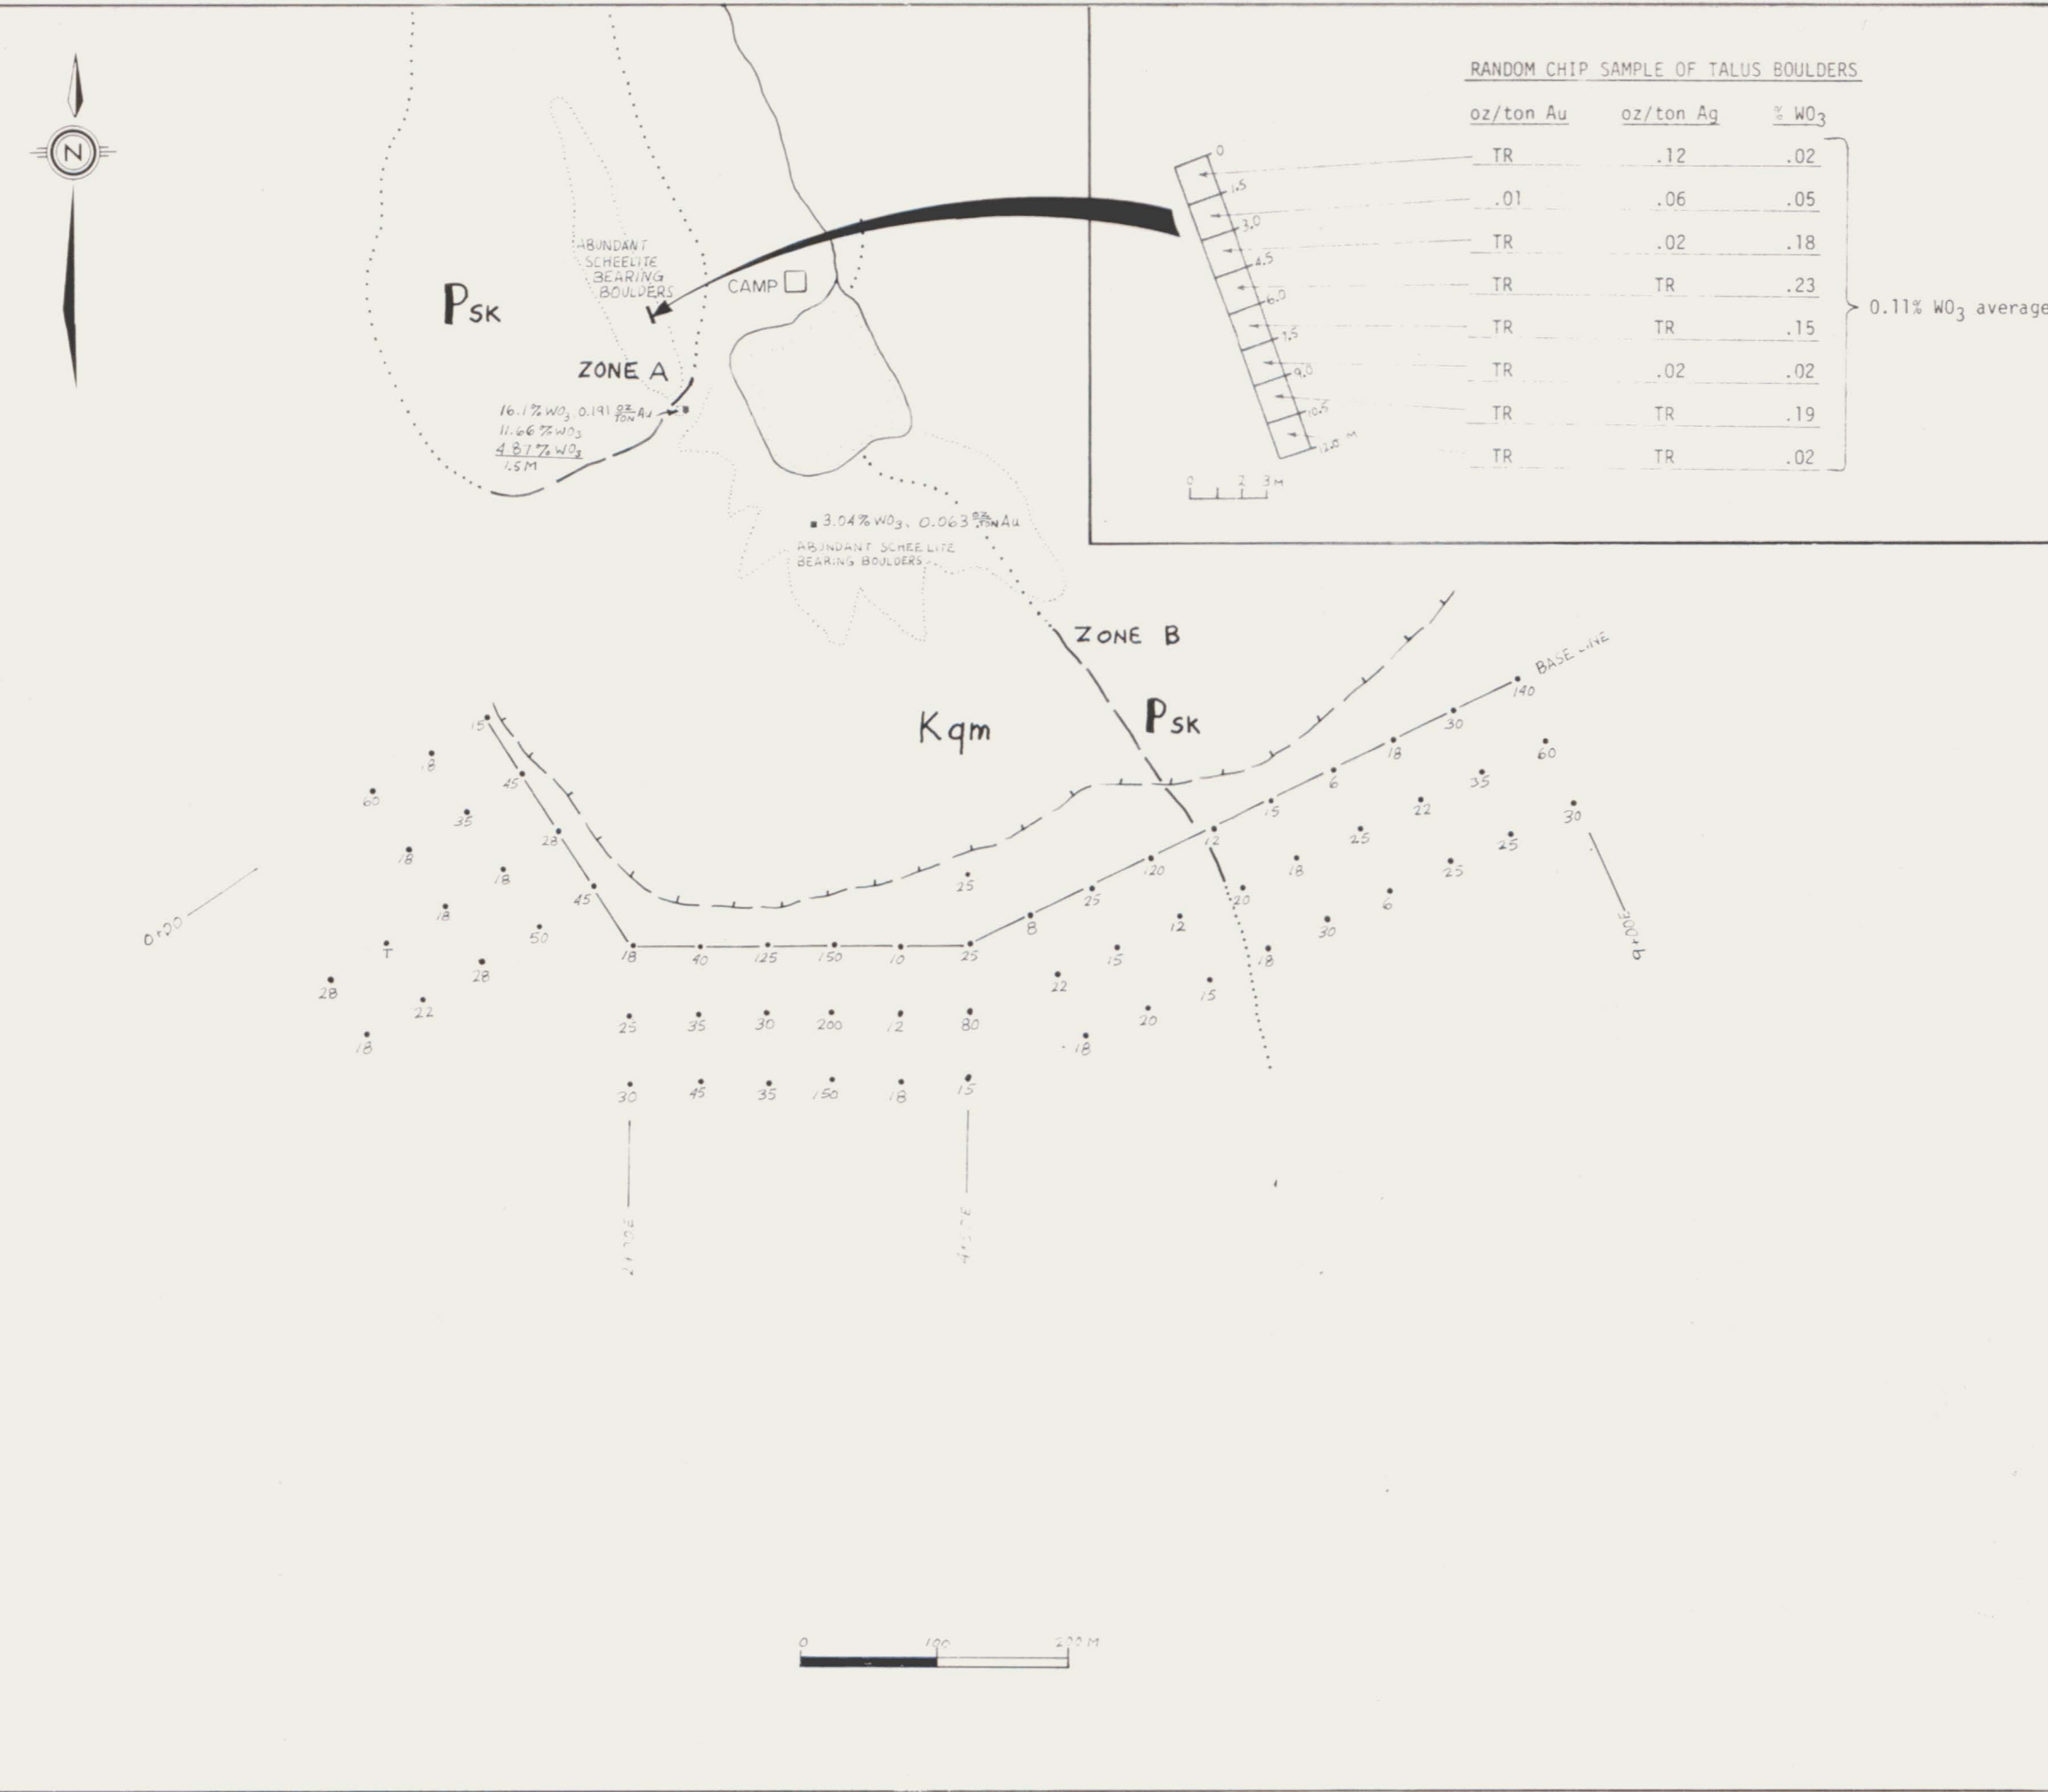 N
RANDOM CHIP SAMPLE OF TALUS BOULDERS
oz/ton Au oz/ton Ag % WO3
TR .12 .02
.01 .06 .05
TR .02 .18
TR TR .23
TR TR .15
TR .02 .02
TR TR .19
TR TR .02
0.11% WO3 average
0
1.5
3.0
4.5
6.0
7.5
9.0
10.5
12.0 M
0 2 3M
ABUNDANT
SCHEELITE
BEARING
BOULDERS
CAMP
PSK
ZONE A
16.1% WO3 0.191 OZ/TON Au
11.66% WO3
4.87% WO3
1.5M
3.04% WO3, 0.063 OZ/TON Au
ABUNDANT SCHEELITE
BEARING BOULDERS
ZONE B
BASE LINE
PSK
Kqm
140
15 30
18 18 60
45 6 35
60 15 22 30
35 28 12 25 25
18 120 18 25
18 25 25 20 6
45 8 12 30
18 50
18 40 125 150 10 25 15 18
T 28 22 15
28 22 25 35 30 200 12 80 20
18 18
30 45 35 150 18 15
0+20
9+00E
4+50E
0 100 200 M